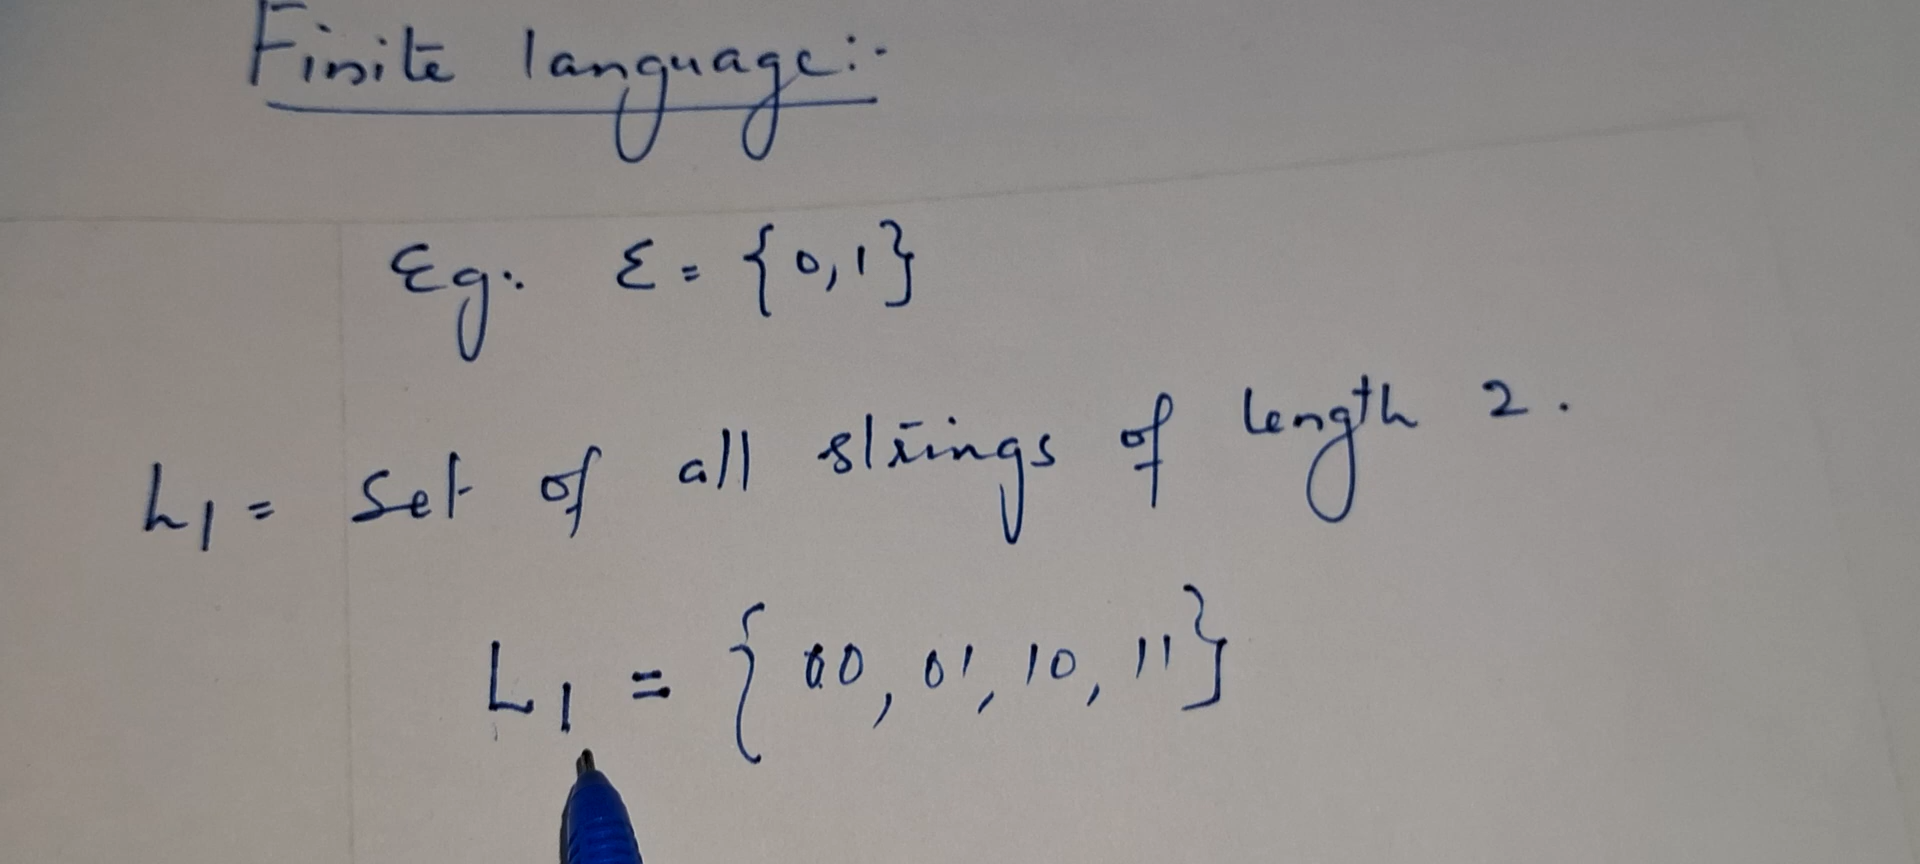 Finite language:-
Eg: Σ = {0,1}
L1 = Set of all strings of length 2.
L1 = {00, 01, 10, 11}